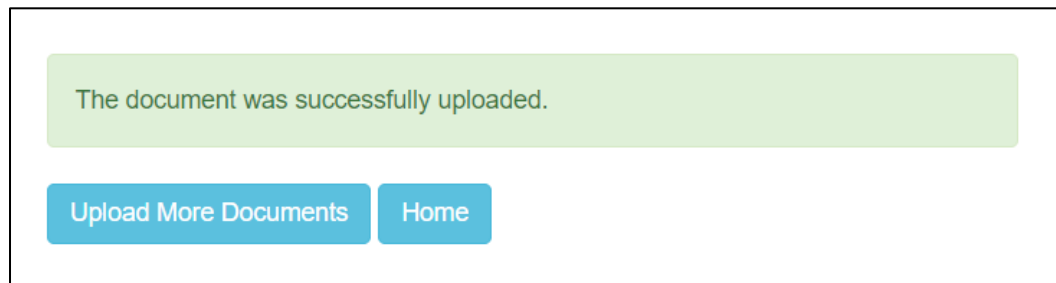 The document was successfully uploaded.
Upload More Documents Home